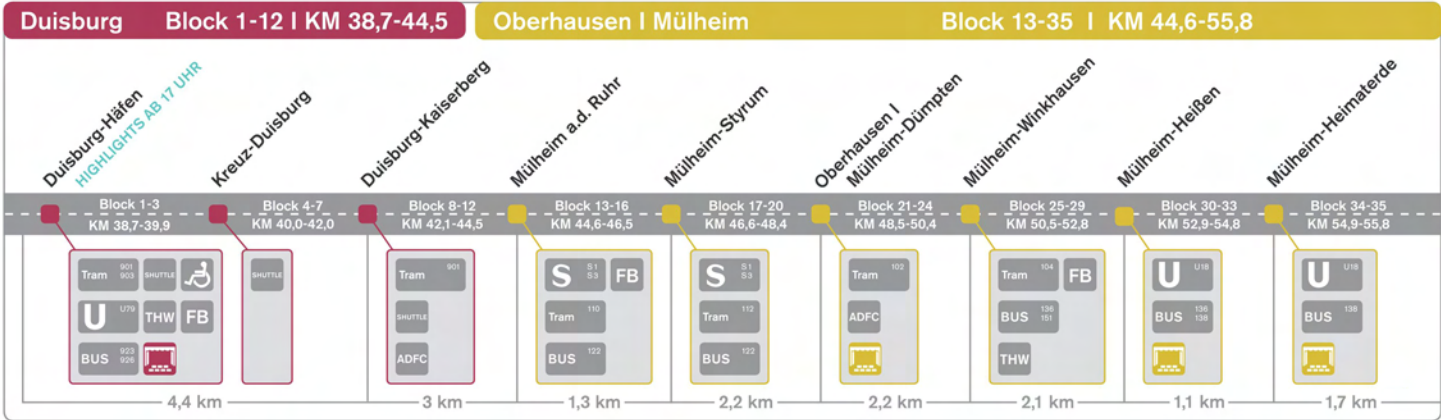 Duisburg Block 1-12 I KM 38,7-44,5
Oberhausen I Mülheim Block 13-35 I KM 44,6-55,8
Duisburg-Häfen
HIGHLIGHTS AB 17 UHR
Kreuz-Duisburg
Duisburg-Kaiserberg
Mülheim a.d. Ruhr
Mülheim-Styrum
Oberhausen I
Mülheim-Dümpten
Mülheim-Winkhausen
Mülheim-Heißen
Mülheim-Heimaterde
Block 1-3
KM 38,7-39,9
Block 4-7
KM 40,0-42,0
Block 8-12
KM 42,1-44,5
Block 13-16
KM 44,6-46,5
Block 17-20
KM 46,6-48,4
Block 21-24
KM 48,5-50,4
Block 25-29
KM 50,5-52,8
Block 30-33
KM 52,9-54,8
Block 34-35
KM 54,9-55,8
Tram 901 903 SHUTTLE
U U79 THW FB
BUS 923 926
SHUTTLE
Tram 901
SHUTTLE
ADFC
S S1 S3 FB
Tram 110
BUS 122
S S1 S3
Tram 112
BUS 122
Tram 102
ADFC
Tram 104 FB
BUS 136 151
THW
U U18
BUS 136 138
U U18
BUS 138
4,4 km
3 km
1,3 km
2,2 km
2,2 km
2,1 km
1,1 km
1,7 km